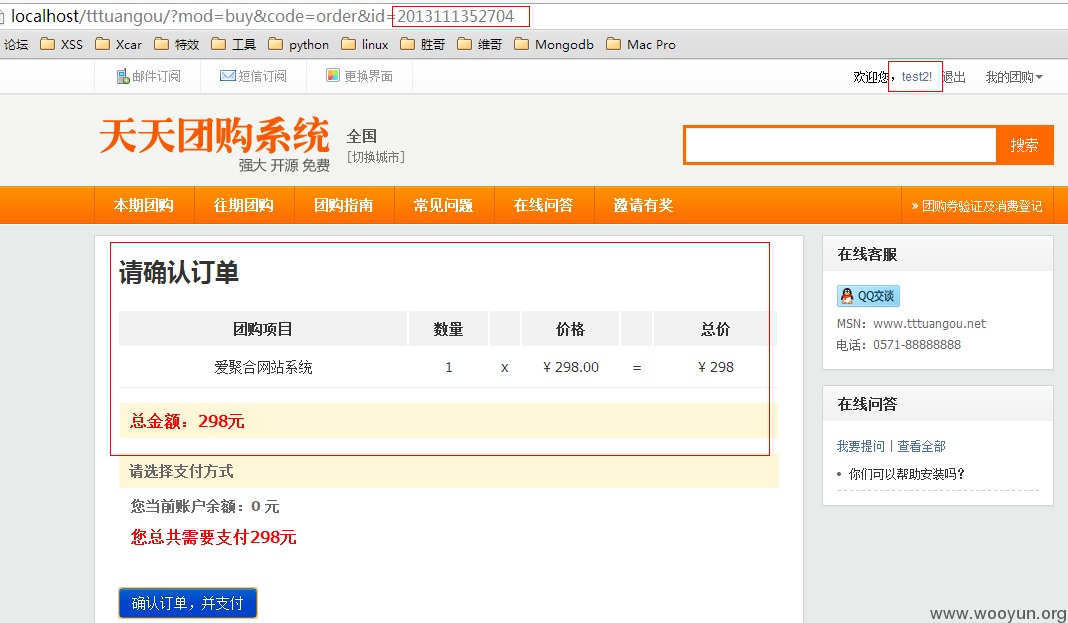 localhost/tttuangou/?mod=buy&code=order&id=2013111352704
论坛 XSS Xcar 特效 工具 python linux 胜哥 维哥 Mongodb Mac Pro
邮件订阅 短信订阅 更换界面 欢迎您，test2! 退出 我的团购
天天团购系统 全国
强大 开源 免费 [切换城市] 搜索
本期团购 往期团购 团购指南 常见问题 在线问答 邀请有奖 » 团购券验证及消费登记
请确认订单
团购项目 数量 价格 总价
爱聚合网站系统 1 x ¥ 298.00 = ¥ 298
总金额：298元
请选择支付方式
您当前账户余额：0 元
您总共需要支付298元
确认订单，并支付
在线客服
QQ交谈
MSN：www.tttuangou.net
电话：0571-88888888
在线问答
我要提问 | 查看全部
• 你们可以帮助安装吗?
www.wooyun.org